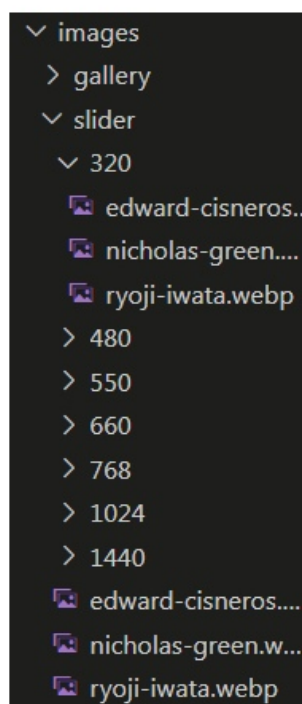 images
gallery
slider
320
edward-cisneros...
nicholas-green....
ryoji-iwata.webp
480
550
660
768
1024
1440
edward-cisneros....
nicholas-green.w...
ryoji-iwata.webp